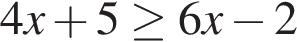 4x + 5 ≥ 6x − 2